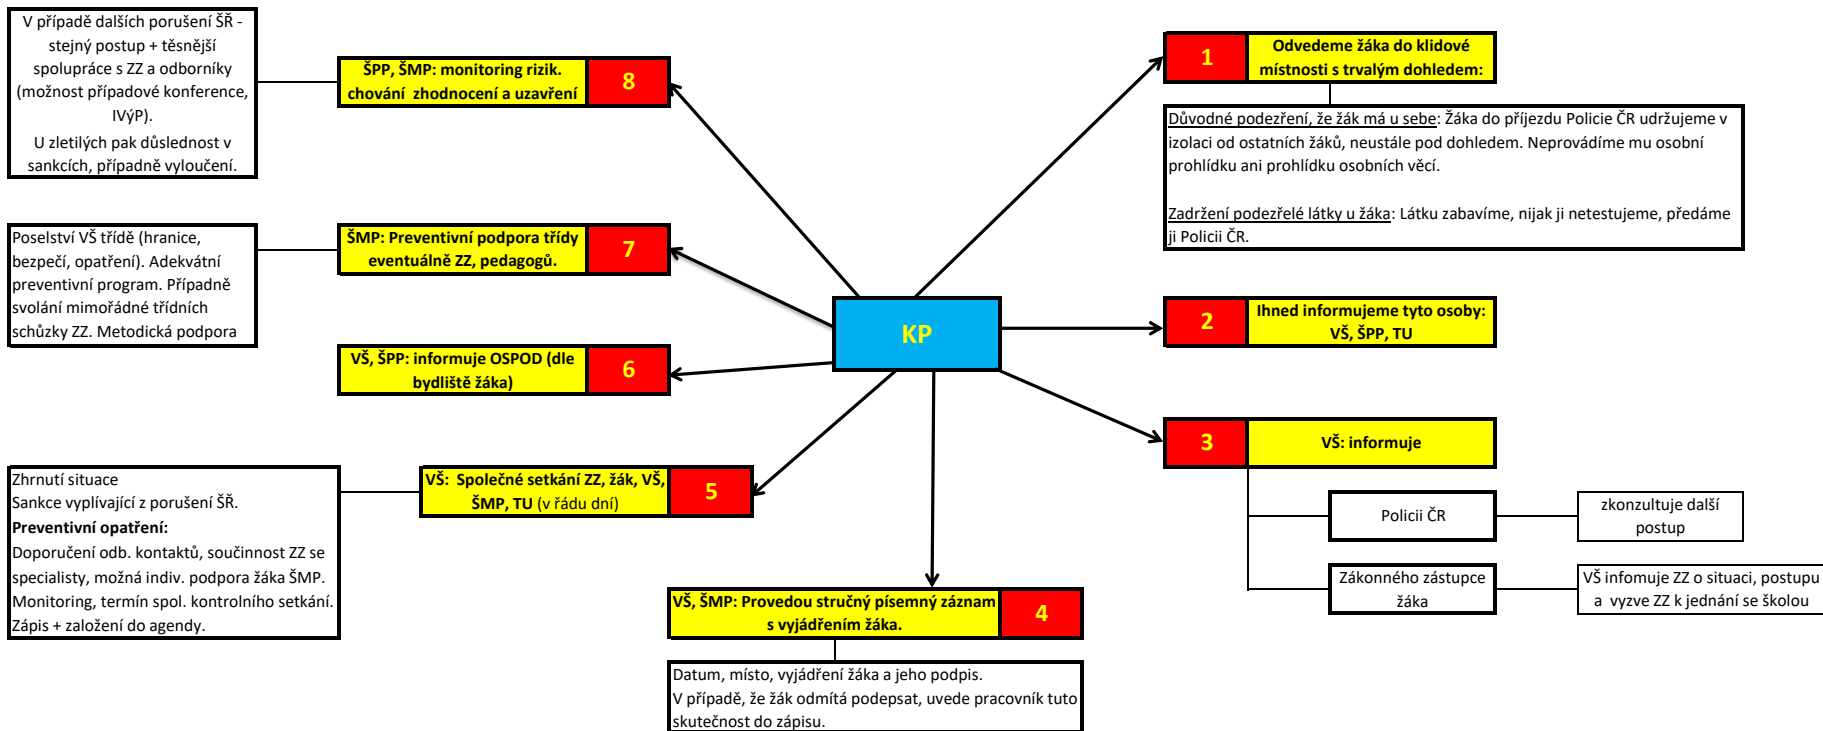 KP
1
Odvedeme žáka do klidové
místnosti s trvalým dohledem:
Důvodné podezření, že žák má u sebe: Žáka do příjezdu Policie ČR udržujeme v
izolaci od ostatních žáků, neustále pod dohledem. Neprovádíme mu osobní
prohlídku ani prohlídku osobních věcí.
Zadržení podezřelé látky u žáka: Látku zabavíme, nijak ji netestujeme, předáme
ji Policii ČR.
2
Ihned informujeme tyto osoby:
VŠ, ŠPP, TU
3
VŠ: informuje
Policii ČR
zkonzultuje další
postup
Zákonného zástupce
žáka
VŠ infomuje ZZ o situaci, postupu
a vyzve ZZ k jednání se školou
VŠ, ŠMP: Provedou stručný písemný záznam
s vyjádřením žáka.
4
Datum, místo, vyjádření žáka a jeho podpis.
V případě, že žák odmítá podepsat, uvede pracovník tuto
skutečnost do zápisu.
VŠ: Společné setkání ZZ, žák, VŠ,
ŠMP, TU (v řádu dní)
5
Zhrnutí situace
Sankce vyplívající z porušení ŠŘ.
Preventivní opatření:
Doporučení odb. kontaktů, součinnost ZZ se
specialisty, možná indiv. podpora žáka ŠMP.
Monitoring, termín spol. kontrolního setkání.
Zápis + založení do agendy.
VŠ, ŠPP: informuje OSPOD (dle
bydliště žáka)
6
ŠMP: Preventivní podpora třídy
eventuálně ZZ, pedagogů.
7
Poselství VŠ třídě (hranice,
bezpečí, opatření). Adekvátní
preventivní program. Případně
svolání mimořádné třídních
schůzky ZZ. Metodická podpora
ŠPP, ŠMP: monitoring rizik.
chování zhodnocení a uzavření
8
V případě dalších porušení ŠŘ -
stejný postup + těsnější
spolupráce s ZZ a odborníky
(možnost případové konference,
IVýP).
U zletilých pak důslednost v
sankcích, případně vyloučení.